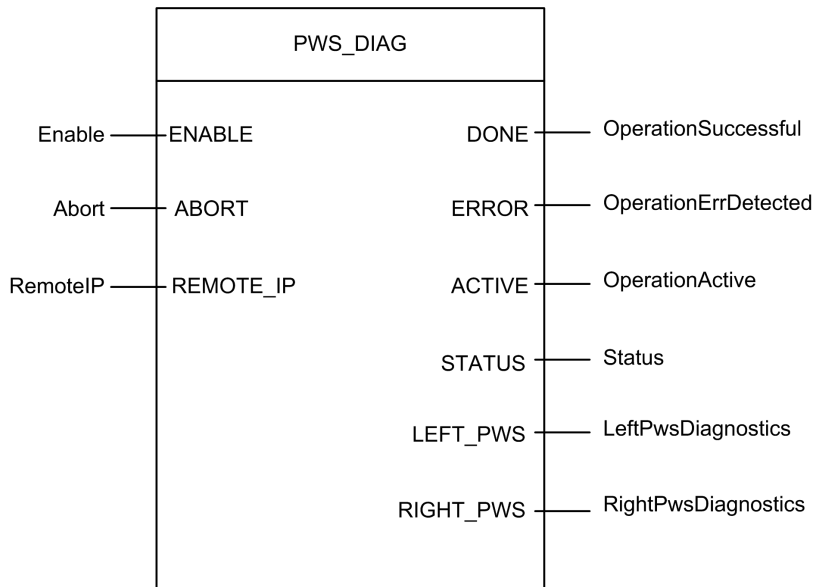 PWS_DIAG
Enable ENABLE DONE OperationSuccessful
Abort ABORT ERROR OperationErrDetected
RemoteIP REMOTE_IP ACTIVE OperationActive
STATUS Status
LEFT_PWS LeftPwsDiagnostics
RIGHT_PWS RightPwsDiagnostics